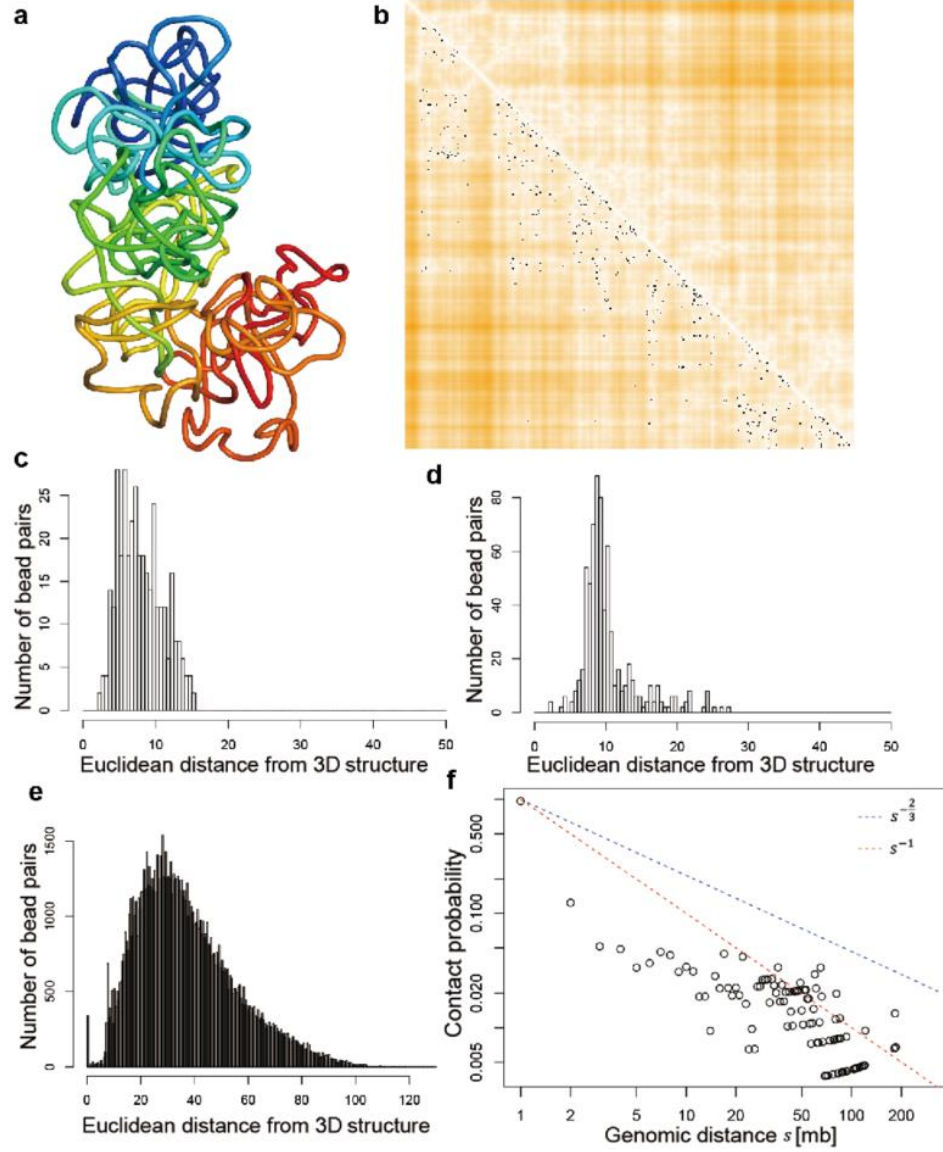 a
b
c
Number of bead pairs
25
20
15
10
5
0
0 10 20 30 40 50
Euclidean distance from 3D structure
d
Number of bead pairs
80
60
40
20
0
0 10 20 30 40 50
Euclidean distance from 3D structure
e
Number of bead pairs
1500
1000
500
0
0 20 40 60 80 100 120
Euclidean distance from 3D structure
f
Contact probability
0.500
0.100
0.020
0.005
s^{-2/3}
s^{-1}
1 2 5 10 20 50 100 200
Genomic distance s [mb]